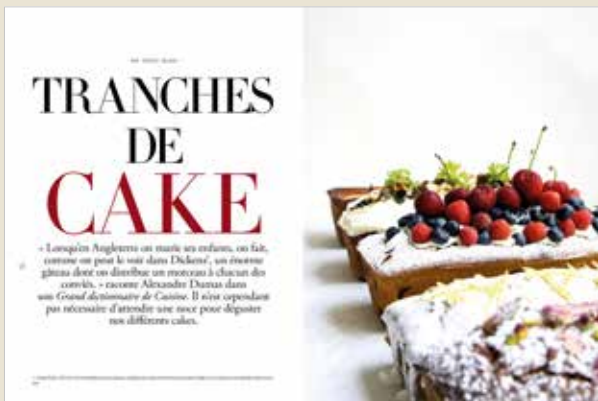 TRANCHES
DE
CAKE
« Lorsqu'en Angleterre on marie ses enfants, on fait,
comme on peut le voir dans Dickens¹, un énorme
gâteau dont on distribue un morceau à chacun des
conviés. » raconte Alexandre Dumas dans
son Grand dictionnaire de Cuisine. Il n'est cependant
pas nécessaire d'attendre une noce pour déguster
nos différents cakes.